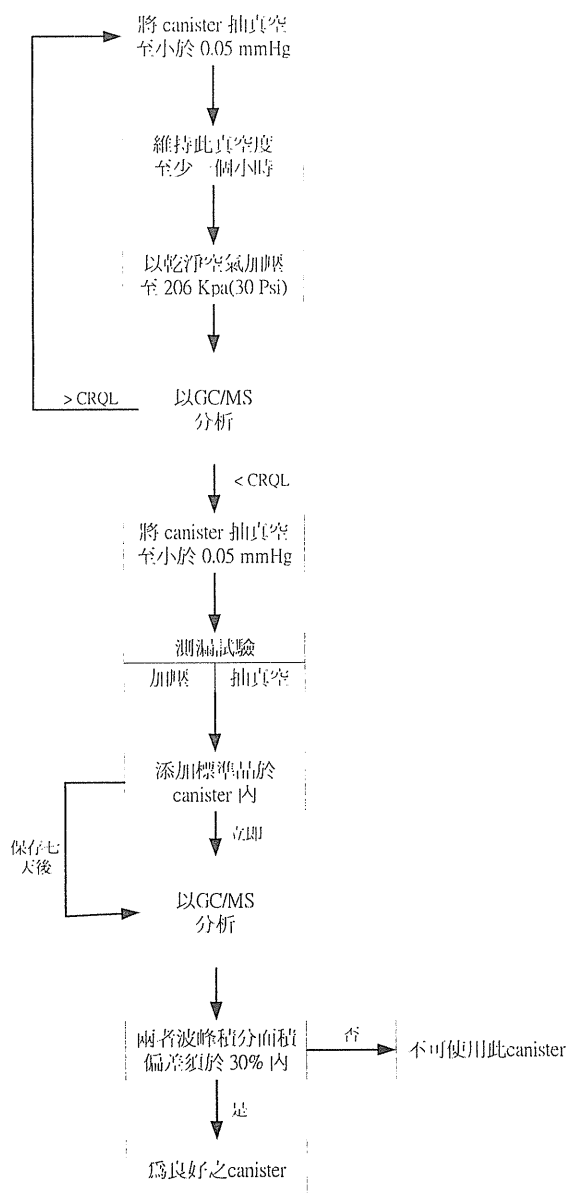 將 canister 抽真空
至小於 0.05 mmHg
維持此真空度
至少一個小時
以乾淨空氣加壓
至 206 Kpa(30 Psi)
> CRQL
以GC/MS
分析
< CRQL
將 canister 抽真空
至小於 0.05 mmHg
測漏試驗
加壓
抽真空
添加標準品於
canister 內
立即
保存七
天後
以GC/MS
分析
兩者波峰積分面積
偏差須於 30% 內
否
不可使用此canister
是
為良好之canister